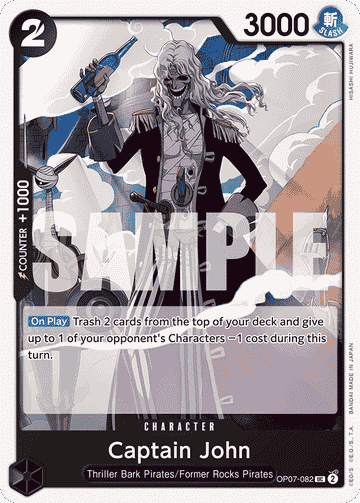 2
3000
斬
SLASH
HISASHI FUJIWARA
COUNTER +1000
SAMPLE
On Play Trash 2 cards from the top of your deck and give
up to 1 of your opponent's Characters −1 cost during this
turn.
CHARACTER
Captain John
Thriller Bark Pirates/Former Rocks Pirates
OP07-082 UC 2
©E.O./S. ©E.O./S., T.A. BANDAI MADE IN JAPAN